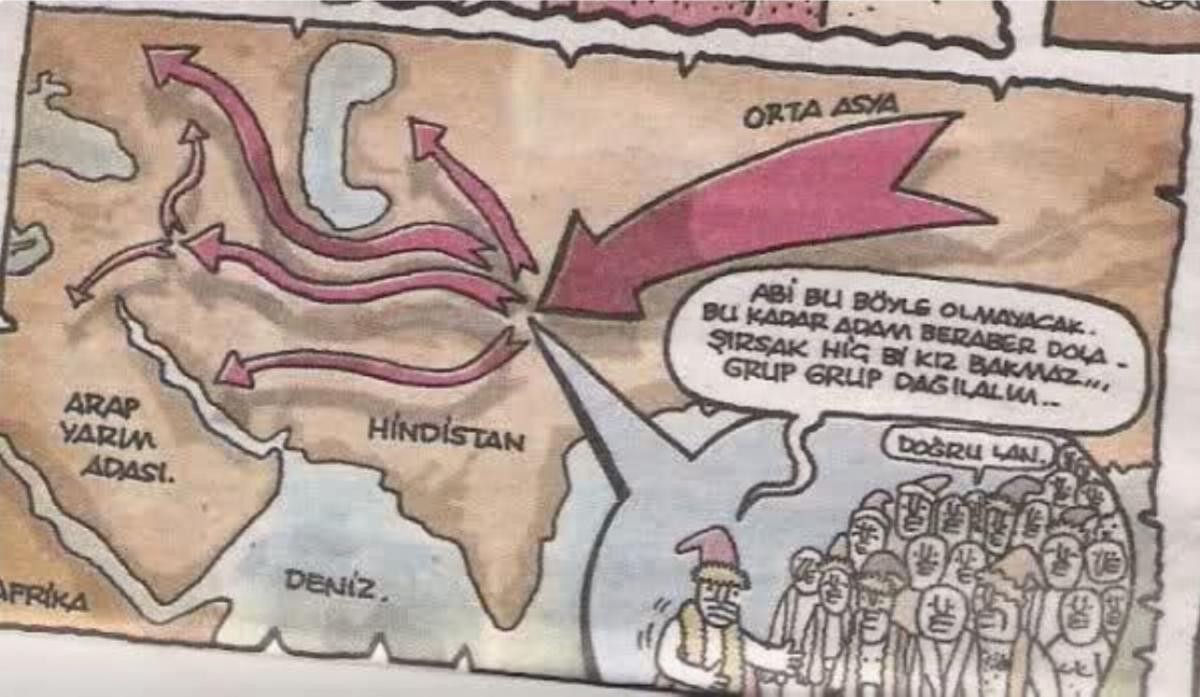 ORTA ASYA
ABİ BU BÖYLE OLMAYACAK.
BU KADAR ADAM BERABER DOLA-
ŞIRSAK HİÇ Bİ KIZ BAKMAZ...
GRUP GRUP DAĞILALIM...
DOĞRU LAN.
HİNDİSTAN
ARAP
YARIM
ADASI.
DENİZ.
AFRİKA